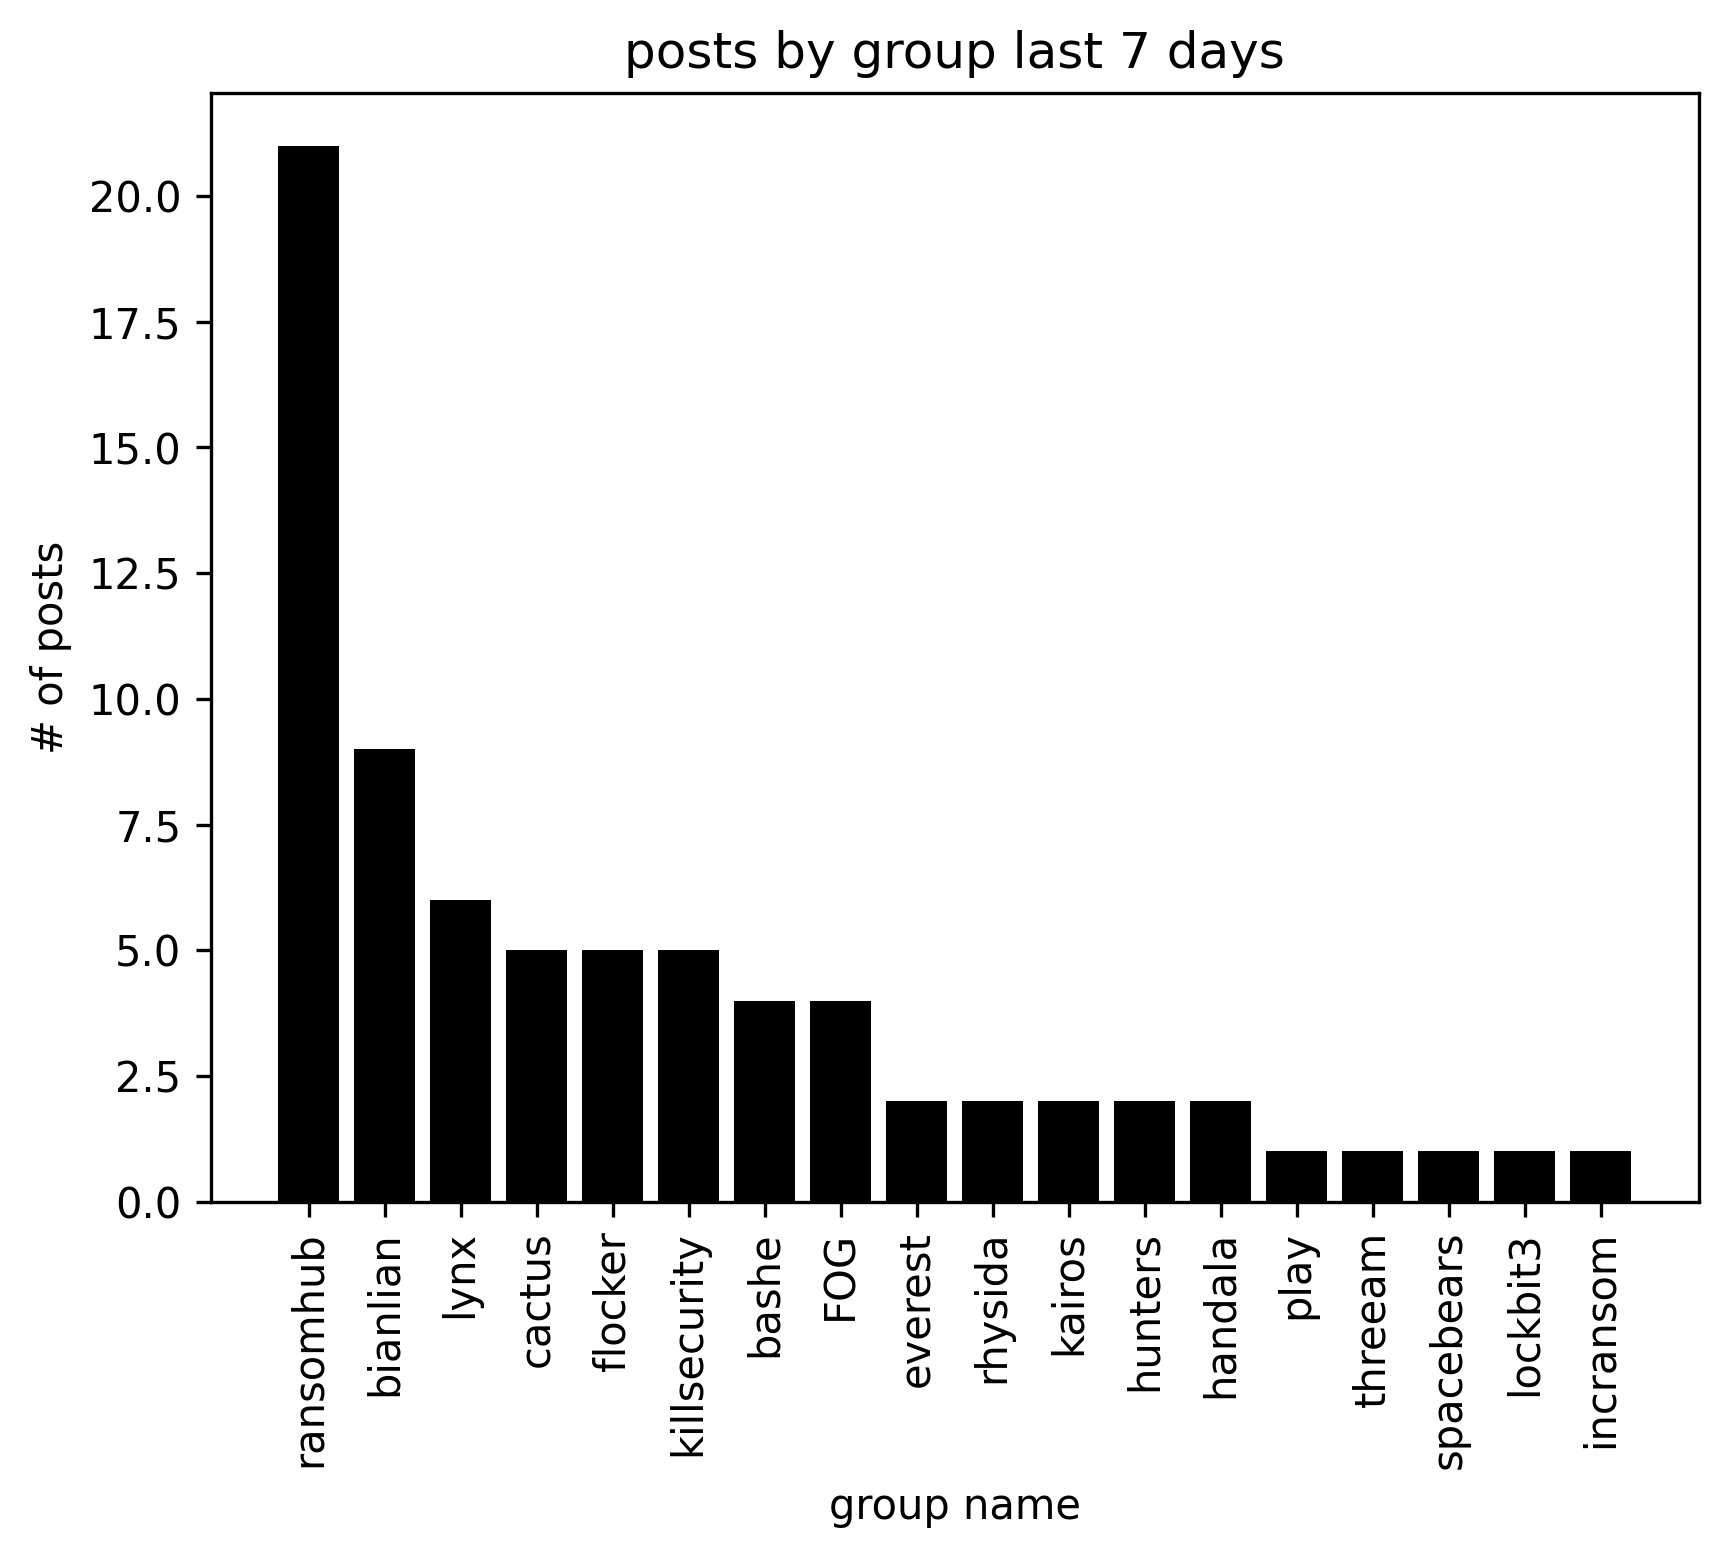 posts by group last 7 days
# of posts
20.0
17.5
15.0
12.5
10.0
7.5
5.0
2.5
0.0
ransomhub
bianlian
lynx
cactus
flocker
killsecurity
bashe
FOG
everest
rhysida
kairos
hunters
handala
play
threeam
spacebears
lockbit3
incransom
group name